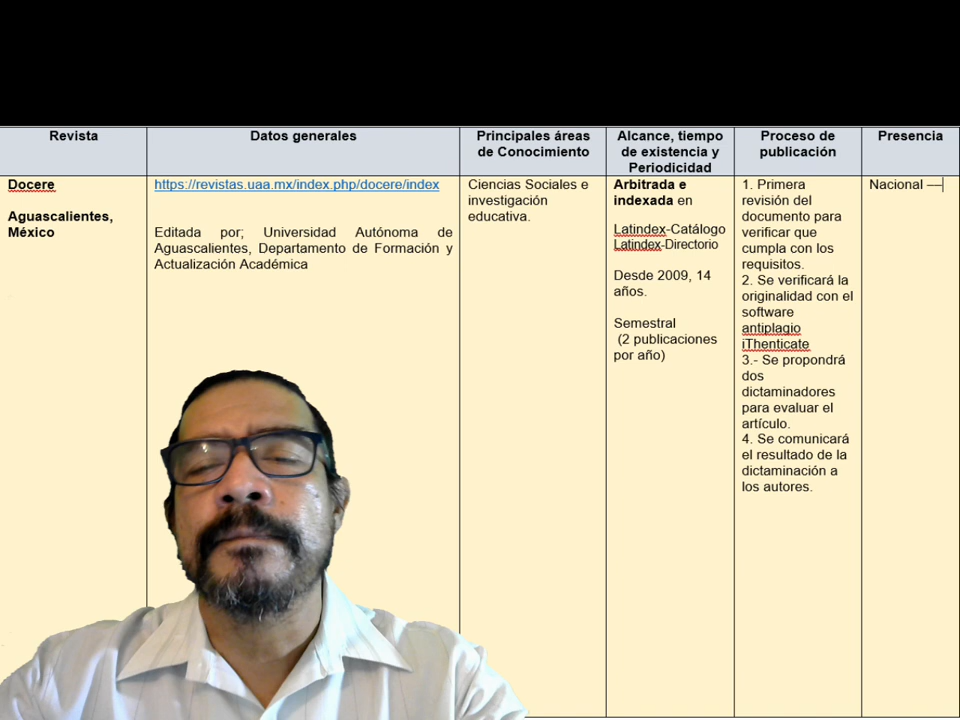 Revista
Datos generales
Principales áreas
de Conocimiento
Alcance, tiempo
de existencia y
Periodicidad
Proceso de
publicación
Presencia
Docere
Aguascalientes,
México
https://revistas.uaa.mx/index.php/docere/index
Editada por; Universidad Autónoma de
Aguascalientes, Departamento de Formación y
Actualización Académica
Ciencias Sociales e
investigación
educativa.
Arbitrada e
indexada en
Latindex-Catálogo
Latindex-Directorio
Desde 2009, 14
años.
Semestral
(2 publicaciones
por año)
1. Primera
revisión del
documento para
verificar que
cumpla con los
requisitos.
2. Se verificará la
originalidad con el
software
antiplagio
iThenticate
3.- Se propondrá
dos
dictaminadores
para evaluar el
artículo.
4. Se comunicará
el resultado de la
dictaminación a
los autores.
Nacional —